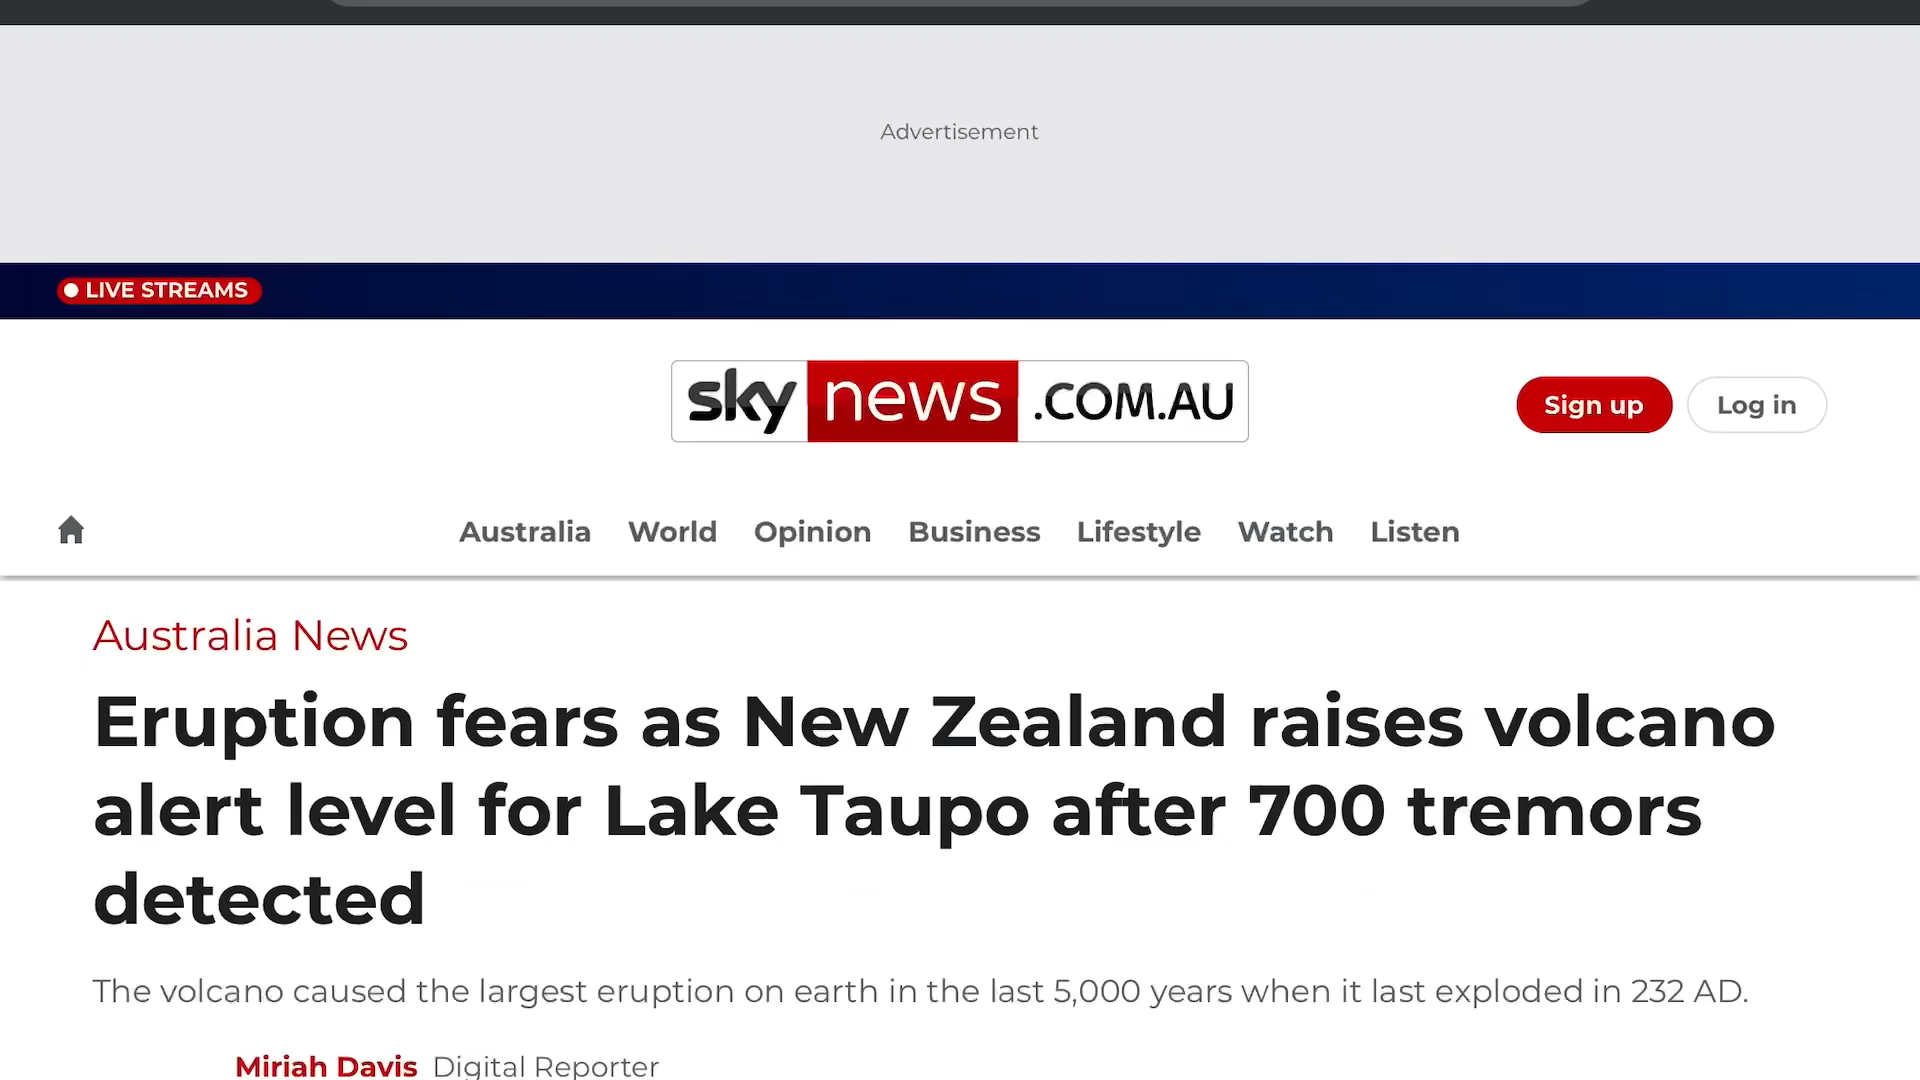 Advertisement
LIVE STREAMS
sky news .COM.AU
Sign up
Log in
Australia World Opinion Business Lifestyle Watch Listen
Australia News
Eruption fears as New Zealand raises volcano
alert level for Lake Taupo after 700 tremors
detected
The volcano caused the largest eruption on earth in the last 5,000 years when it last exploded in 232 AD.
Miriah Davis Digital Reporter